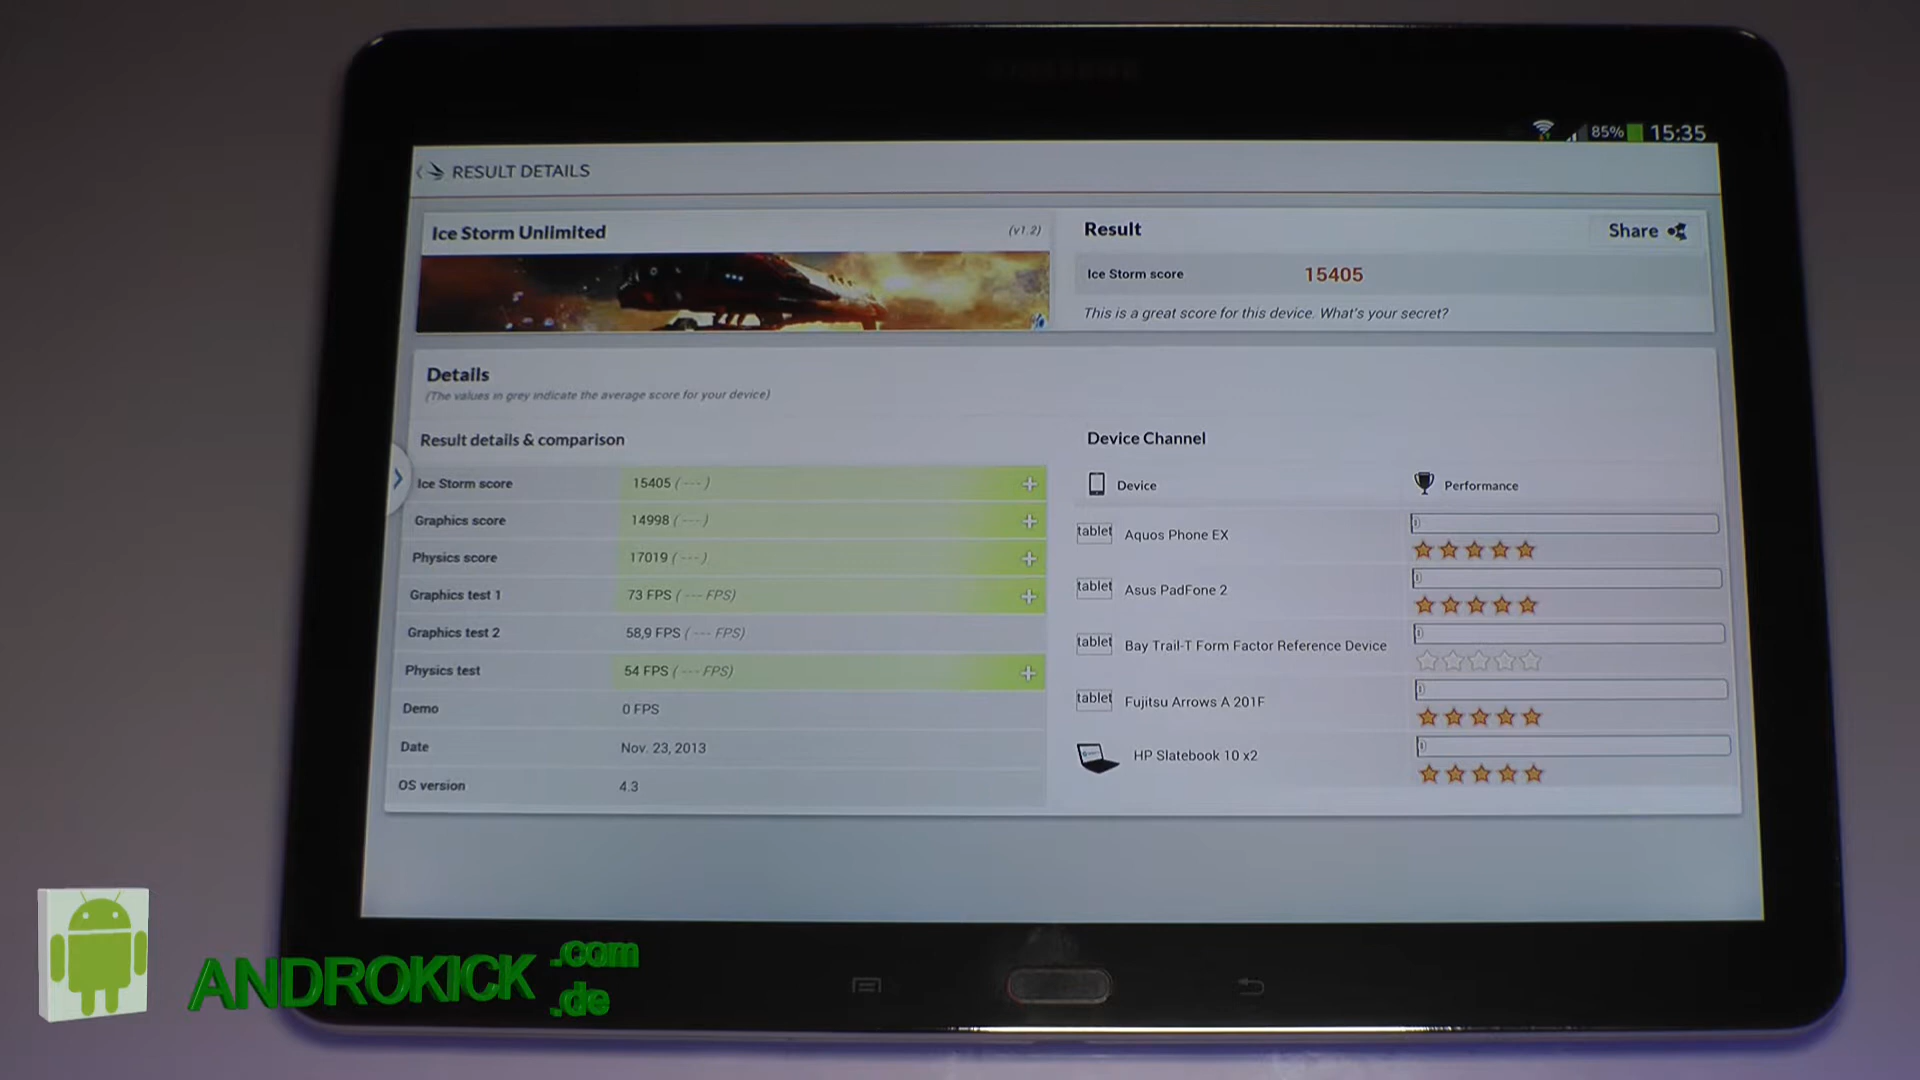 85% 15:35
RESULT DETAILS
Ice Storm Unlimited (v1.2)
Result Share
Ice Storm score 15405
This is a great score for this device. What's your secret?
Details
(The values in grey indicate the average score for your device)
Result details & comparison
Ice Storm score 15405 (--- )
Graphics score 14998 (--- )
Physics score 17019 (--- )
Graphics test 1 73 FPS ( --- FPS)
Graphics test 2 58,9 FPS ( --- FPS)
Physics test 54 FPS ( --- FPS)
Demo 0 FPS
Date Nov. 23, 2013
OS version 4.3
Device Channel
Device Performance
tablet Aquos Phone EX
tablet Asus PadFone 2
tablet Bay Trail-T Form Factor Reference Device
tablet Fujitsu Arrows A 201F
HP Slatebook 10 x2
ANDROKICK .com
.de